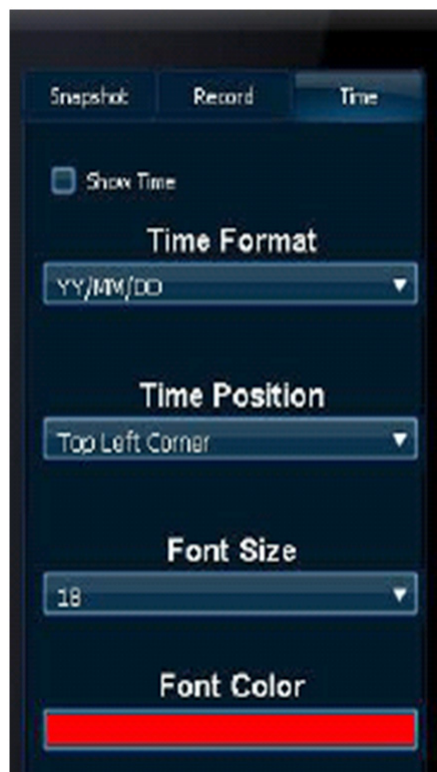 Snapshot Record Time
Show Time
Time Format
YY/MM/DD
Time Position
Top Left Corner
Font Size
18
Font Color